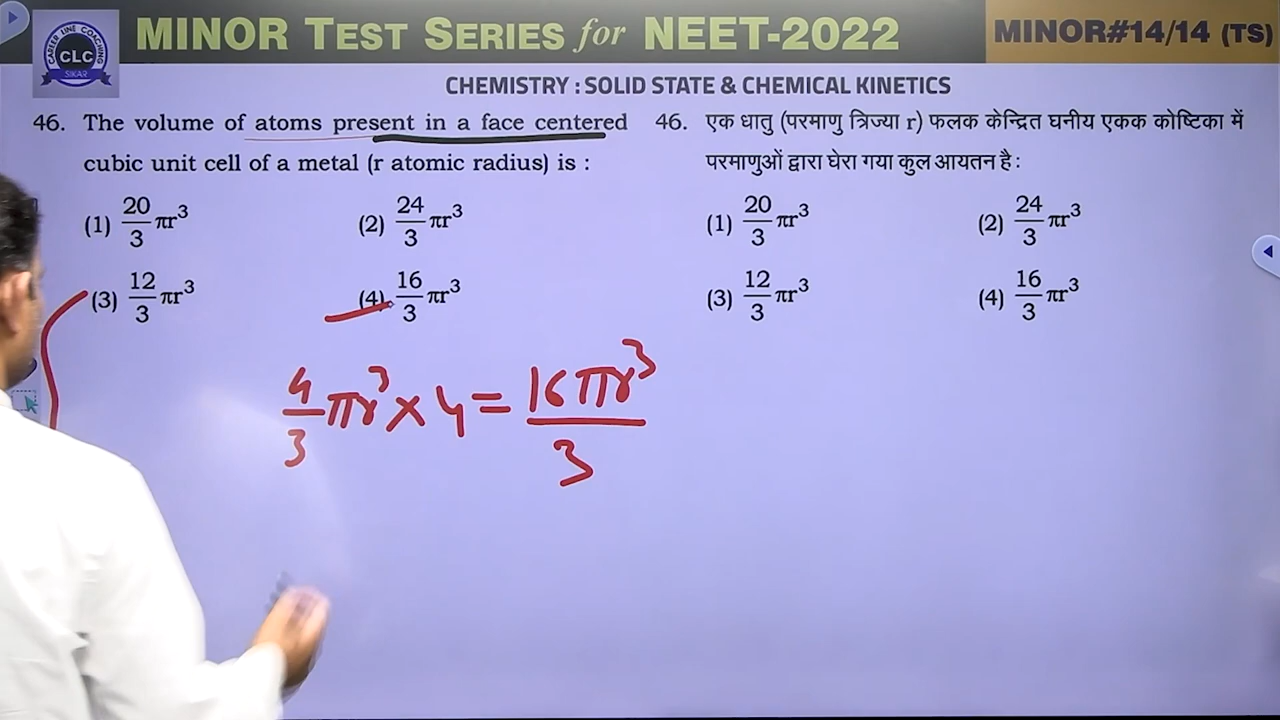 CAREER LINE COACHING
CLC
SIKAR
MINOR TEST SERIES for NEET-2022
MINOR#14/14 (TS)
CHEMISTRY : SOLID STATE & CHEMICAL KINETICS
46. The volume of atoms present in a face centered
cubic unit cell of a metal (r atomic radius) is :
(1) 20/3 πr³ (2) 24/3 πr³
(3) 12/3 πr³ (4) 16/3 πr³
46. एक धातु (परमाणु त्रिज्या r) फलक केन्द्रित घनीय एकक कोष्टिका में
परमाणुओं द्वारा घेरा गया कुल आयतन है :
(1) 20/3 πr³ (2) 24/3 πr³
(3) 12/3 πr³ (4) 16/3 πr³
4/3 πr³ × 4 = 16πr³/3